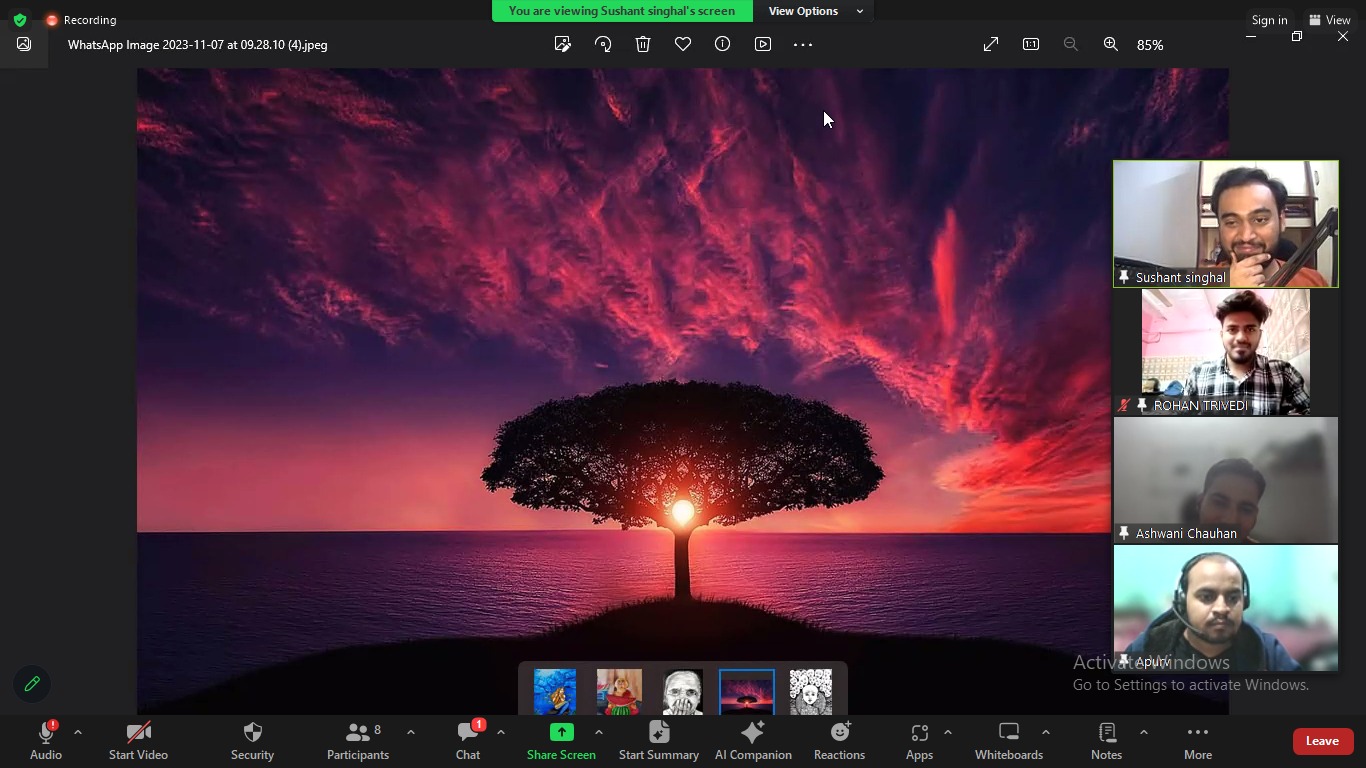 Recording
You are viewing Sushant singhal's screen
View Options
Sign in
View
WhatsApp Image 2023-11-07 at 09.28.10 (4).jpeg
1:1
85%
Sushant singhal
ROHAN TRIVEDI
Ashwani Chauhan
Apurv
Activate Windows
Go to Settings to activate Windows.
Audio
Start Video
Security
Participants
8
Chat
1
Share Screen
Start Summary
AI Companion
Reactions
Apps
Whiteboards
Notes
More
Leave